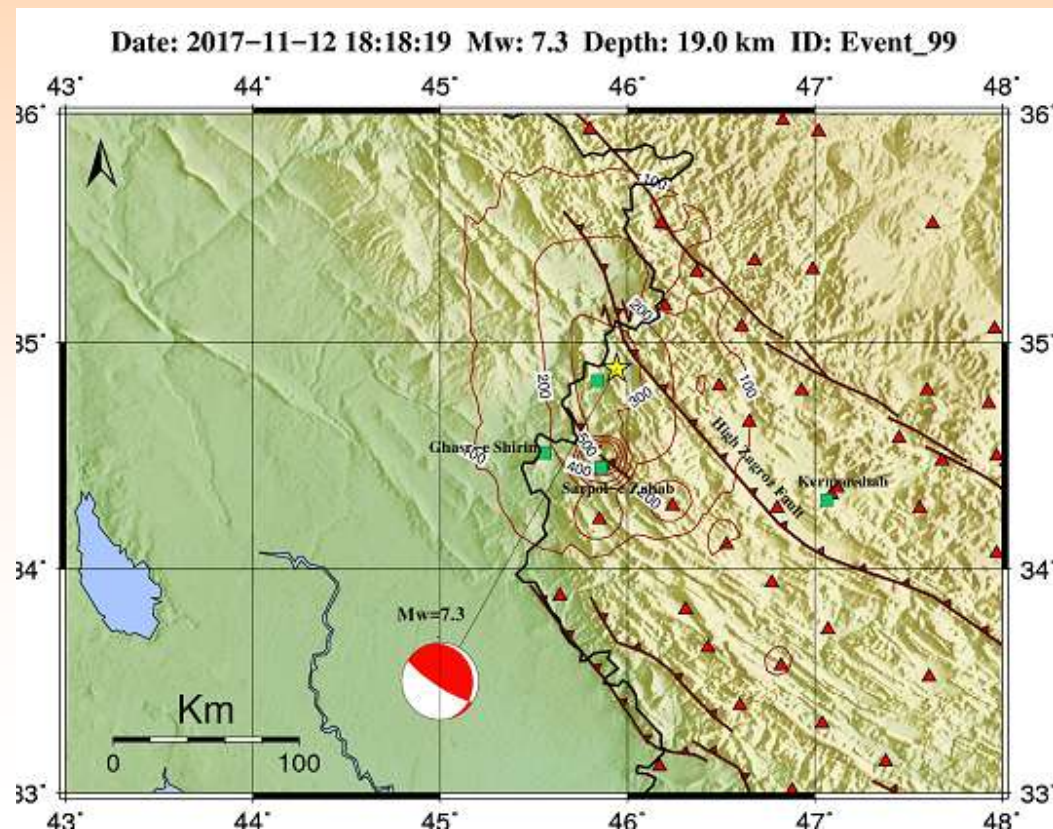 Date: 2017-11-12 18:18:19 Mw: 7.3 Depth: 19.0 km ID: Event_99
43° 44° 45° 46° 47° 48°
36° 36°
100
200
35° 35°
200 300 100
High Zagros Fault
Ghasr-e Shirin 500
100 400
Sarpol-e Zahab Kermanshah
200
34° 34°
Mw=7.3
Km
0 100
33° 33°
43° 44° 45° 46° 47° 48°